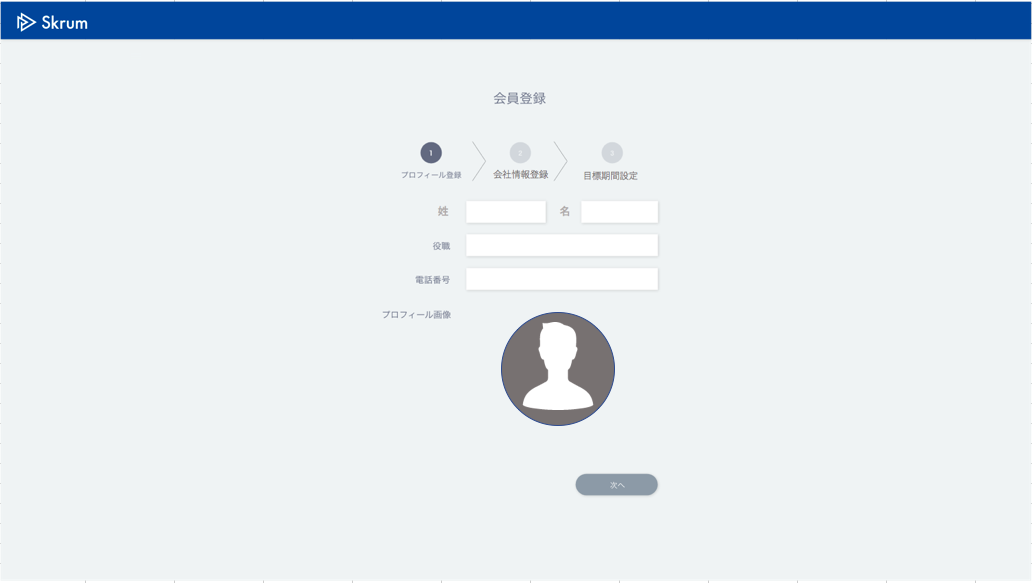 Skrum
会員登録
1 2 3
プロフィール登録 会社情報登録 目標期間設定
姓 名
役職
電話番号
プロフィール画像
次へ